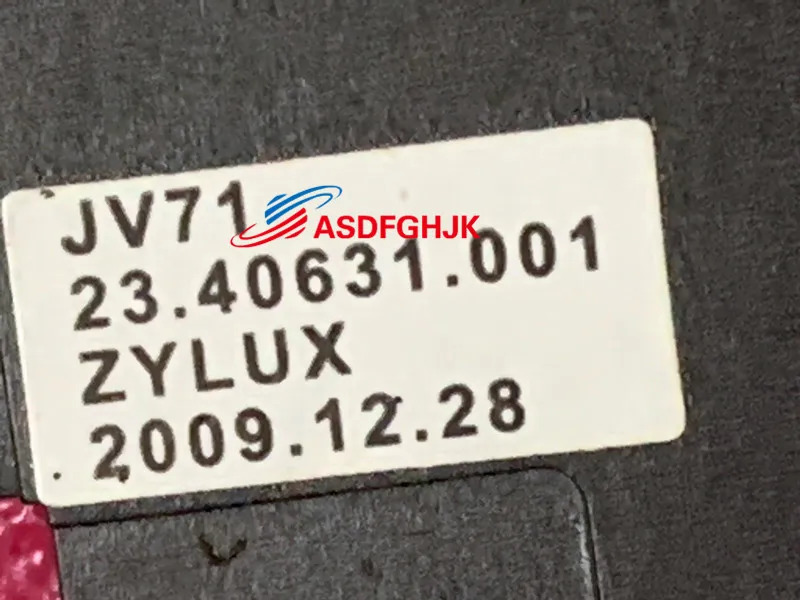 JV71
ASDFGHJK
23.40631.001
ZYLUX
2009.12.28